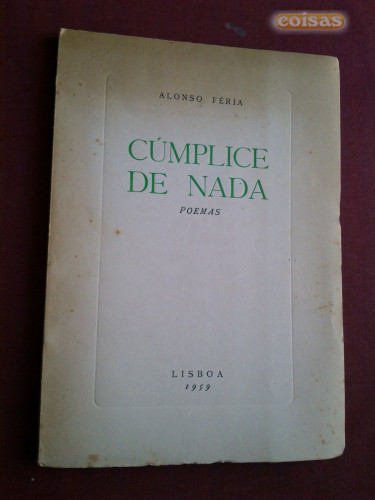 coisas
ALONSO FÉRIA
CÚMPLICE
DE NADA
POEMAS
LISBOA
1959